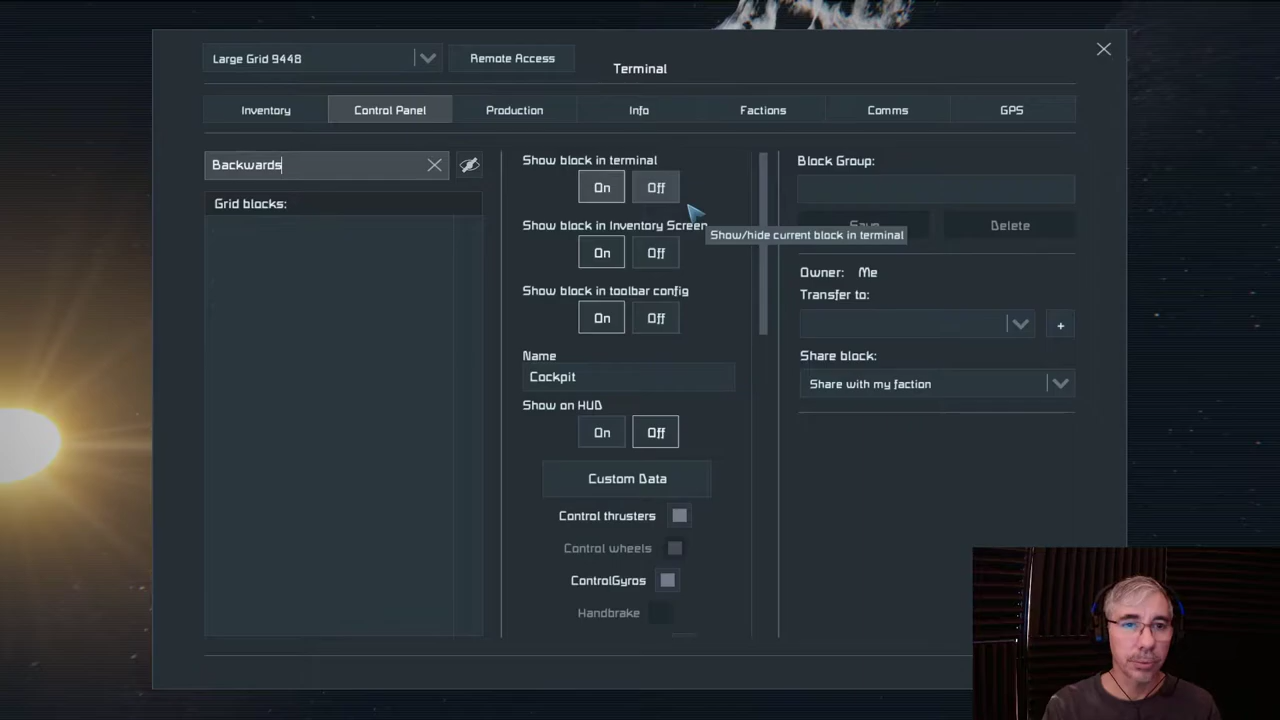 Large Grid 9448
Remote Access
Terminal
Inventory
Control Panel
Production
Info
Factions
Comms
GPS
Backwards
Grid blocks:
Show block in terminal
On
Off
Show block in Inventory Screen
On
Off
Show block in toolbar config
On
Off
Name
Cockpit
Show on HUD
On
Off
Custom Data
Control thrusters
Control wheels
ControlGyros
Handbrake
Block Group:
Save
Delete
Show/hide current block in terminal
Owner: Me
Transfer to:
+
Share block:
Share with my faction